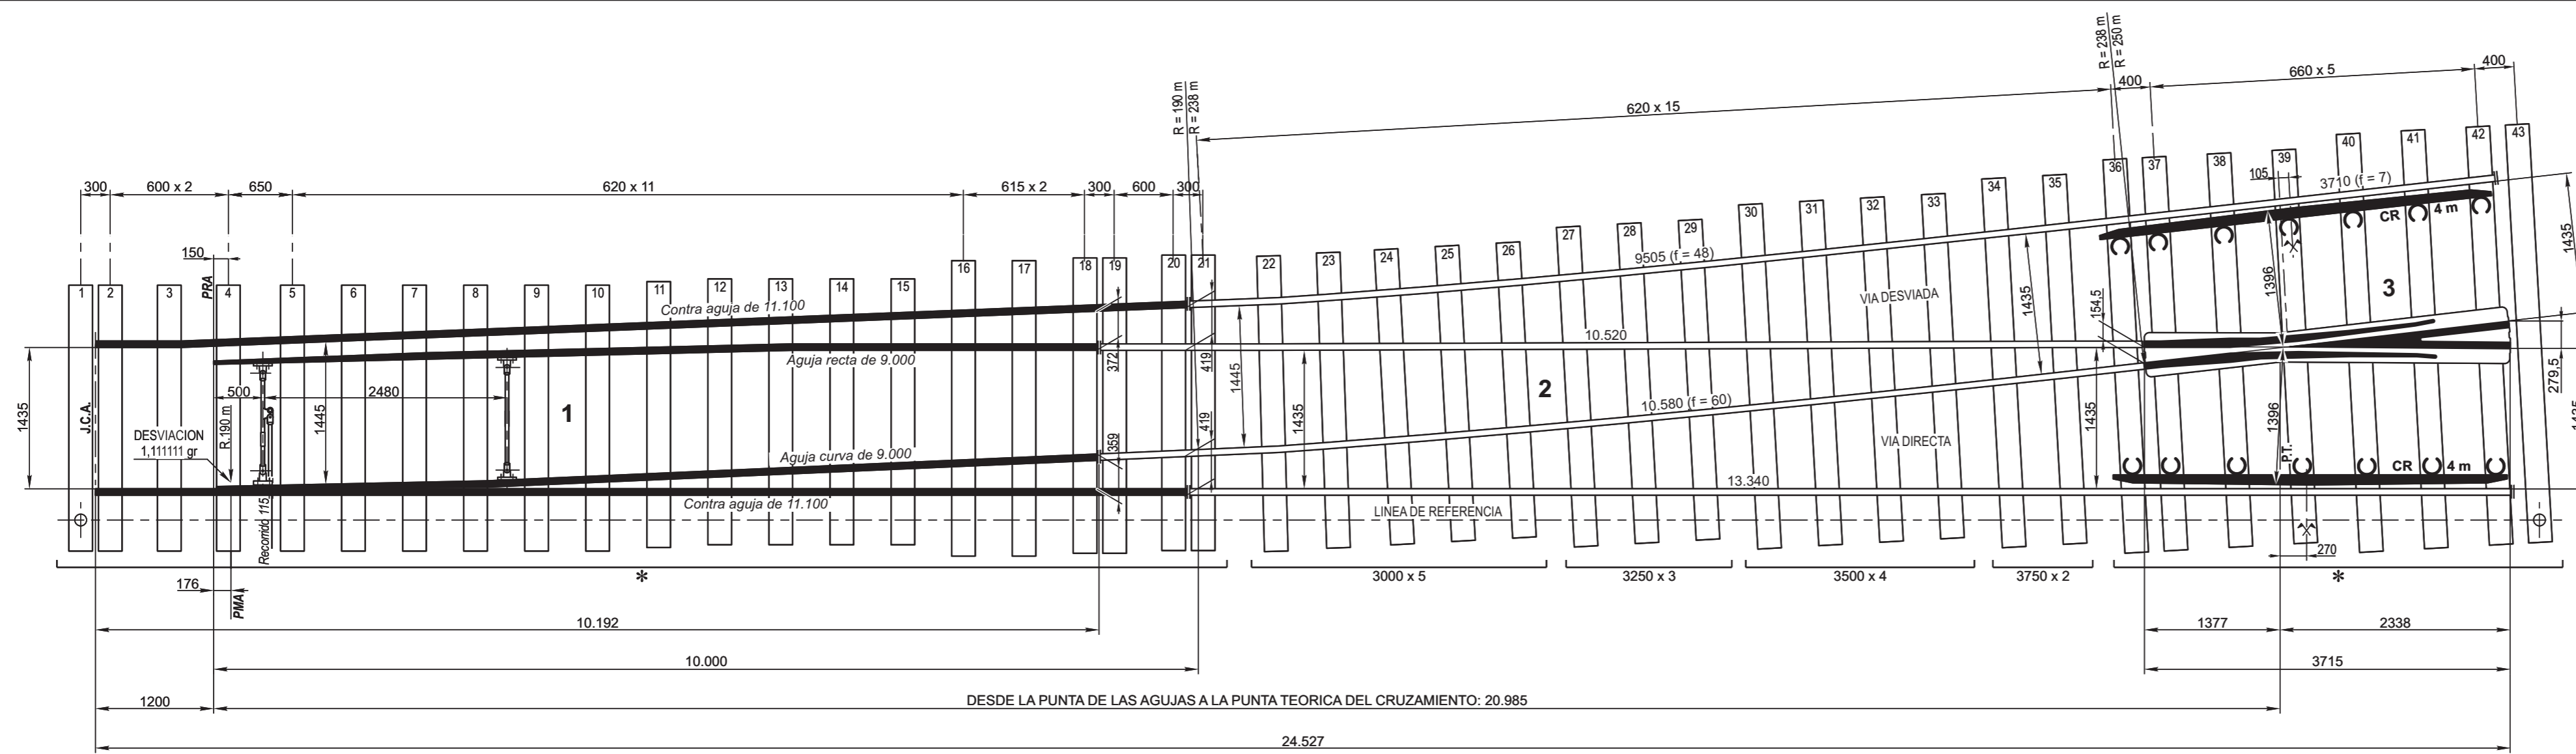 R = 238 m
R = 250 m
400
660 x 5
400
R = 190 m
R = 238 m
620 x 15
300
600 x 2
650
620 x 11
615 x 2
300
600
300
1
2
3
4
5
6
7
8
9
10
11
12
13
14
15
16
17
18
19
20
21
22
23
24
25
26
27
28
29
30
31
32
33
34
35
36
37
38
39
40
41
42
43
150
PRA
105
3710 (f = 7)
CR 4 m
1435
9505 (f = 48)
VIA DESVIADA
1435
154,5
1396
3
Contra aguja de 11.100
10.520
Aguja recta de 9.000
372
419
1445
1435
J.C.A.
500
2480
R.190 m
1445
1
2
1435
DESVIACION
1,111111 gr
Aguja curva de 9.000
359
419
1435
10.580 (f = 60)
VIA DIRECTA
1435
1396
P.T.
279,5
1435
CR 4 m
Recorrido 115
Contra aguja de 11.100
13.340
LINEA DE REFERENCIA
270
176
PMA
*
3000 x 5
3250 x 3
3500 x 4
3750 x 2
*
10.192
1377
2338
10.000
3715
1200
DESDE LA PUNTA DE LAS AGUJAS A LA PUNTA TEORICA DEL CRUZAMIENTO: 20.985
24.527